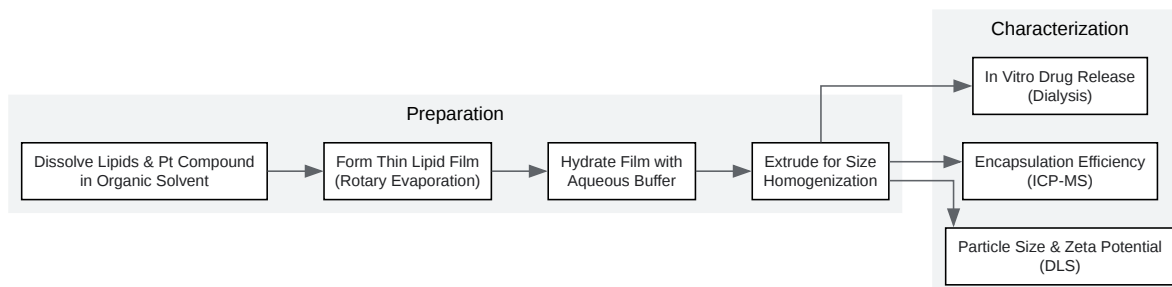 Preparation
Dissolve Lipids & Pt Compound
in Organic Solvent
Form Thin Lipid Film
(Rotary Evaporation)
Hydrate Film with
Aqueous Buffer
Extrude for Size
Homogenization
Characterization
In Vitro Drug Release
(Dialysis)
Encapsulation Efficiency
(ICP-MS)
Particle Size & Zeta Potential
(DLS)